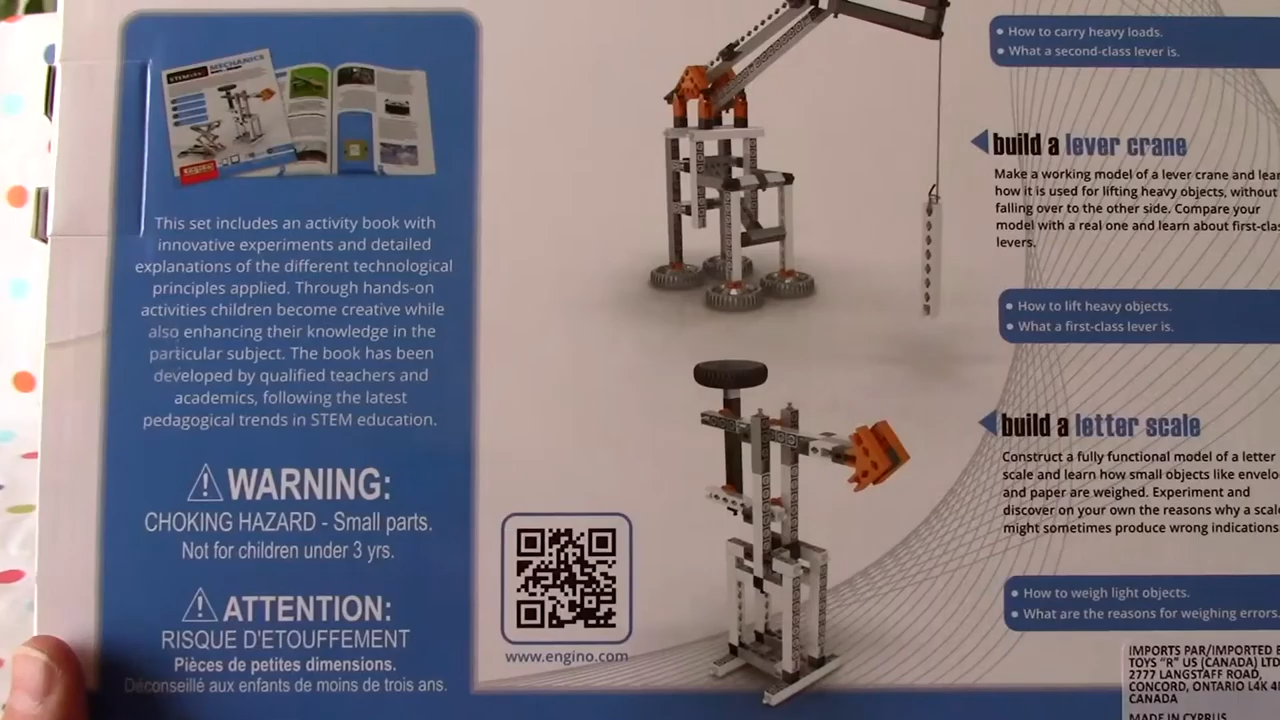 MECHANICS
This set includes an activity book with
innovative experiments and detailed
explanations of the different technological
principles applied. Through hands-on
activities children become creative while
also enhancing their knowledge in the
particular subject. The book has been
developed by qualified teachers and
academics, following the latest
pedagogical trends in STEM education.
WARNING:
CHOKING HAZARD - Small parts.
Not for children under 3 yrs.
ATTENTION:
RISQUE D'ETOUFFEMENT
Pièces de petites dimensions.
Déconseillé aux enfants de moins de trois ans.
www.engino.com
• How to carry heavy loads.
• What a second-class lever is.
build a lever crane
Make a working model of a lever crane and lear
how it is used for lifting heavy objects, without
falling over to the other side. Compare your
model with a real one and learn about first-clas
levers.
• How to lift heavy objects.
• What a first-class lever is.
build a letter scale
Construct a fully functional model of a letter
scale and learn how small objects like envelo
and paper are weighed. Experiment and
discover on your own the reasons why a scale
might sometimes produce wrong indications.
• How to weigh light objects.
• What are the reasons for weighing errors.
IMPORTS PAR/IMPORTED B
TOYS "R" US (CANADA) LTD
2777 LANGSTAFF ROAD,
CONCORD, ONTARIO L4K 4
CANADA
MADE IN CYPRUS